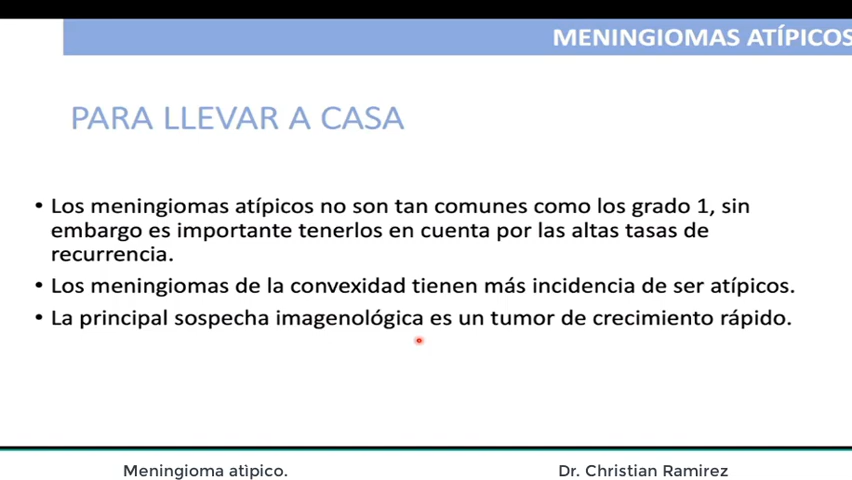 MENINGIOMAS ATÍPICOS
PARA LLEVAR A CASA
• Los meningiomas atípicos no son tan comunes como los grado 1, sin
embargo es importante tenerlos en cuenta por las altas tasas de
recurrencia.
• Los meningiomas de la convexidad tienen más incidencia de ser atípicos.
• La principal sospecha imagenológica es un tumor de crecimiento rápido.
Meningioma atìpico.
Dr. Christian Ramirez